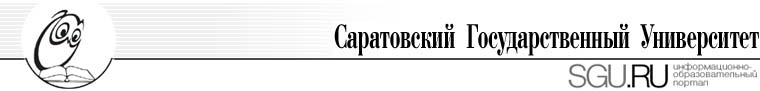 Саратовский Государственный Университет
SGU.RU информационно-
образовательный
портал